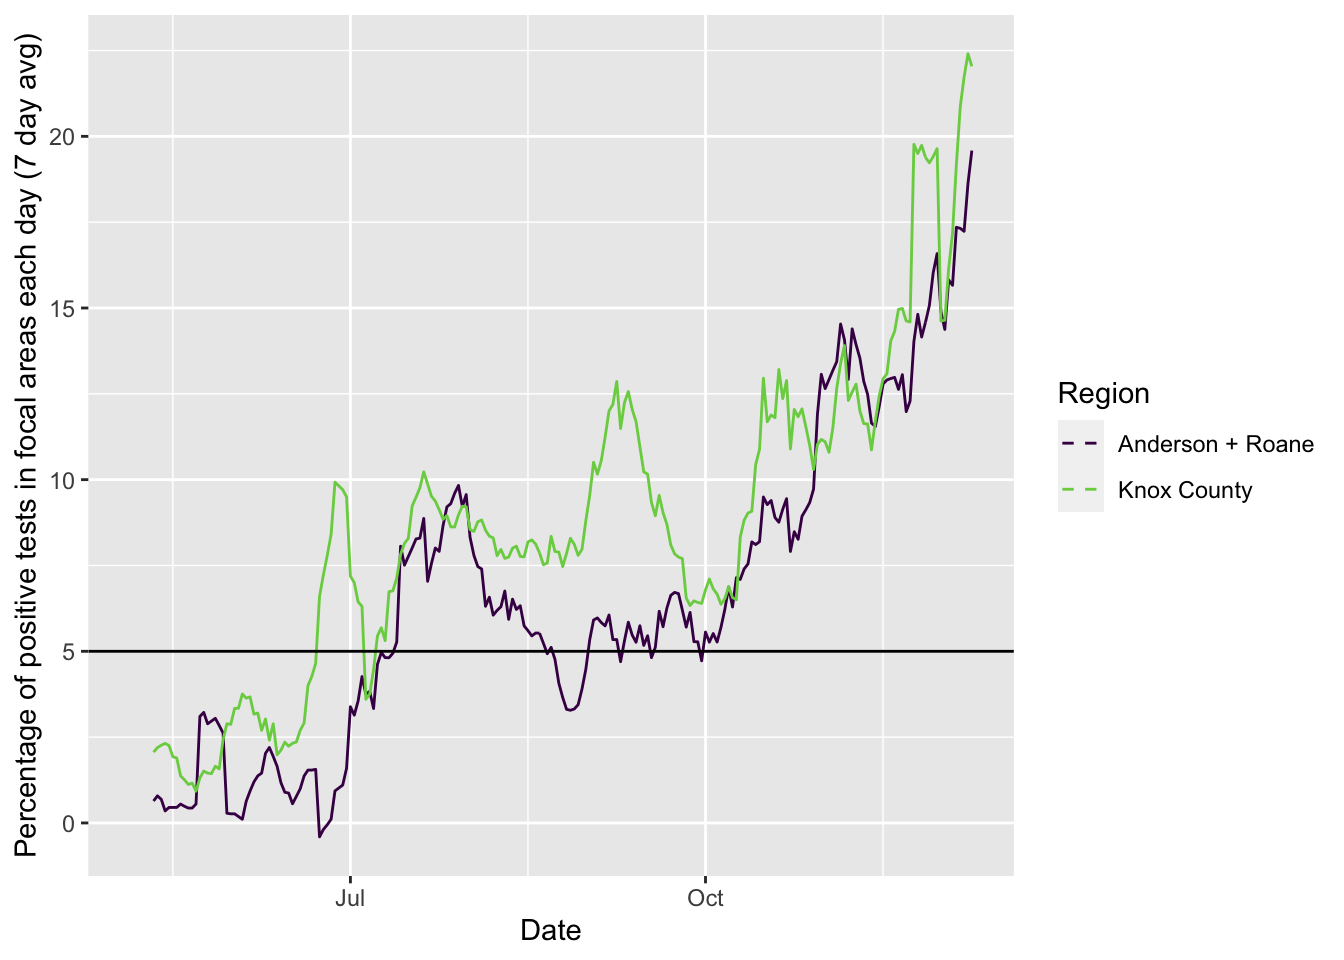 Percentage of positive tests in focal areas each day (7 day avg)
20
15
10
5
0
Jul
Oct
Date
Region
Anderson + Roane
Knox County